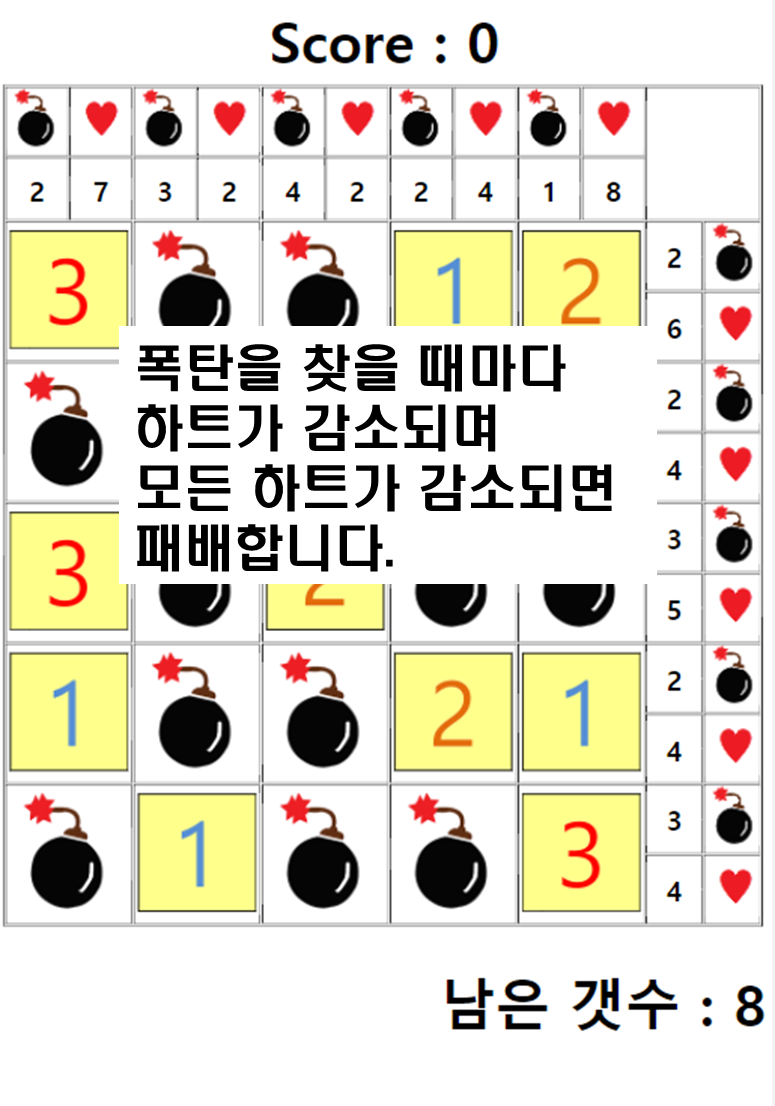 Score : 0
2 7 3 2 4 2 2 4 1 8
3 1 2 2
6
폭탄을 찾을 때마다
하트가 감소되며
모든 하트가 감소되면
패배합니다.
2
4
3 2 3
5
1 2 1 2
4
1 3 3
4
남은 갯수 : 8